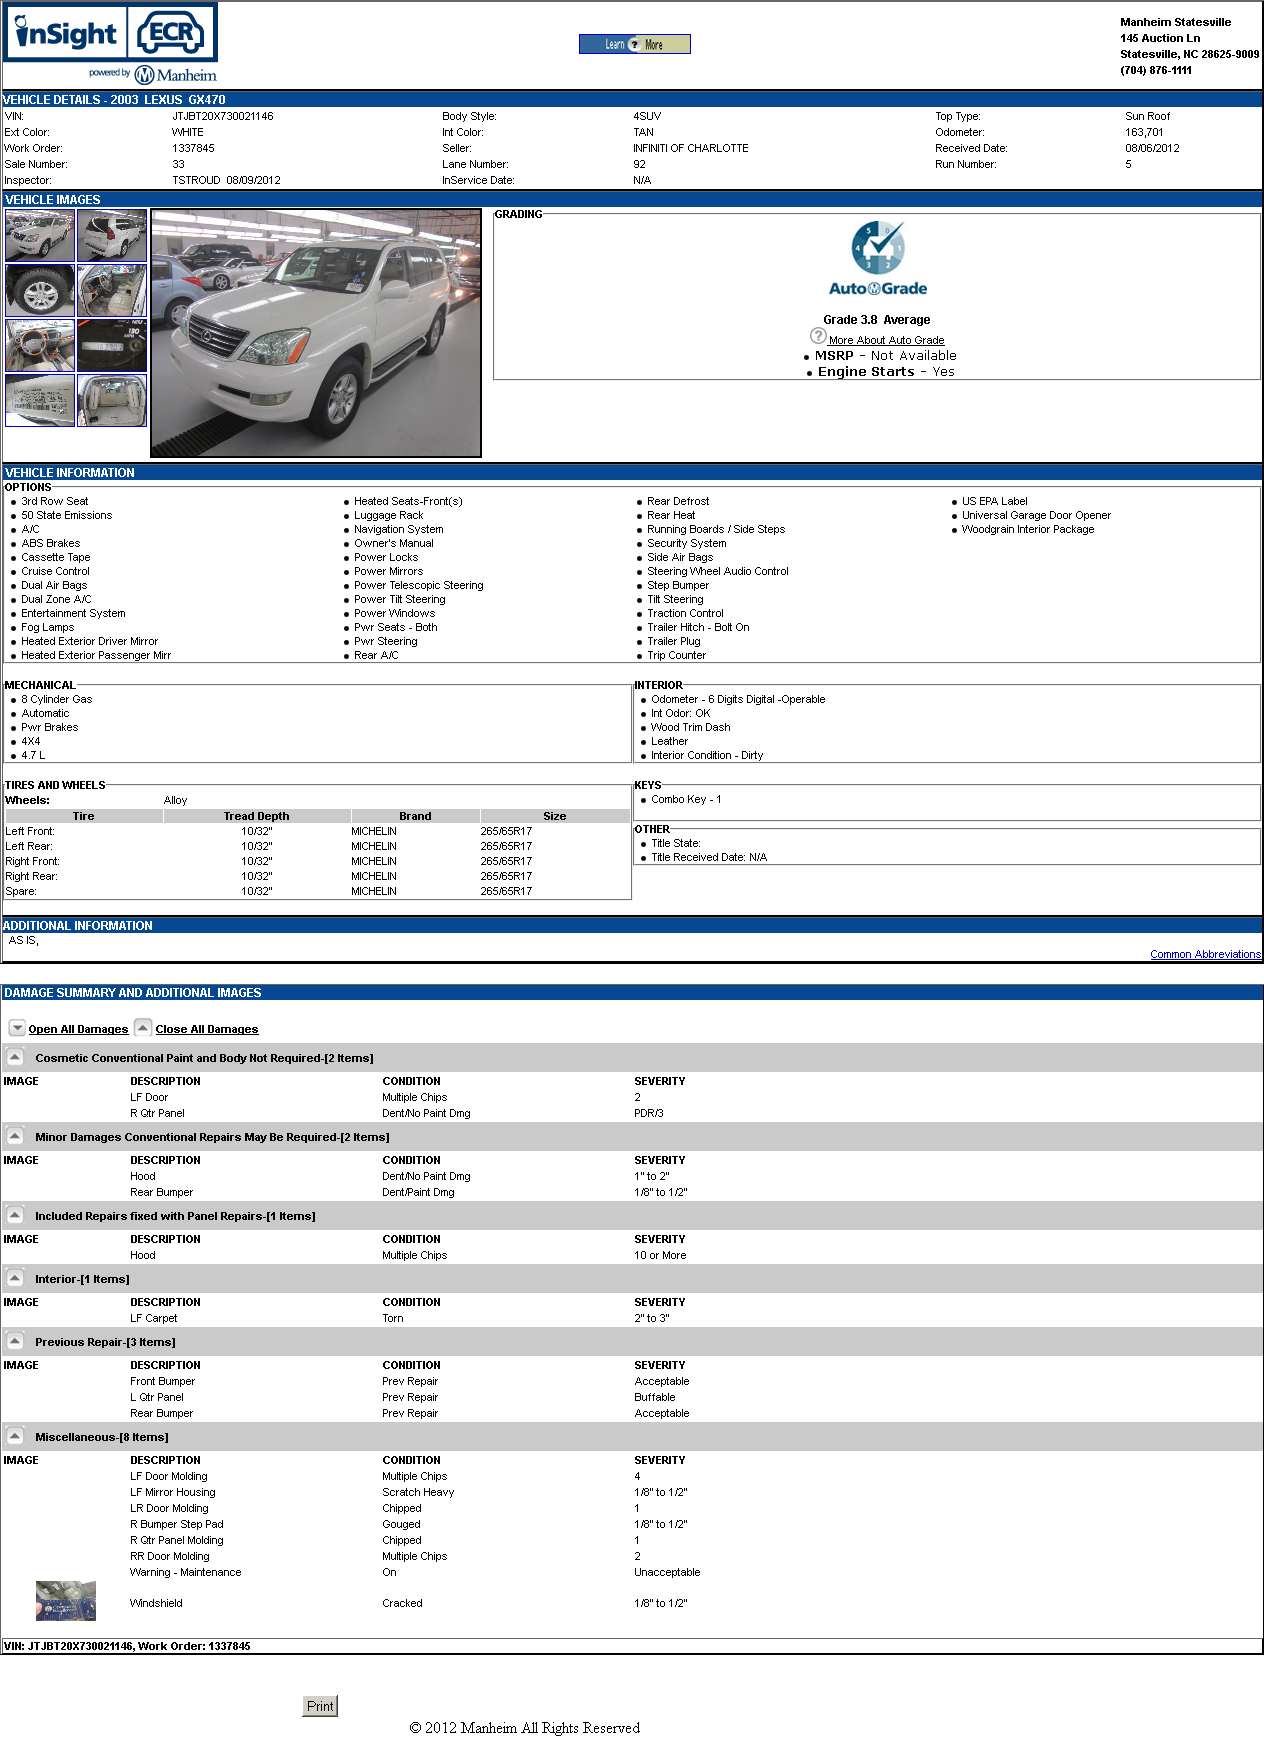 inSight ECR
powered by Manheim
Learn ? More
Manheim Statesville
145 Auction Ln
Statesville, NC 28625-9009
(704) 876-1111
VEHICLE DETAILS - 2003 LEXUS GX470
VIN: JTJBT20X730021146 Body Style: 4SUV Top Type: Sun Roof
Ext Color: WHITE Int Color: TAN Odometer: 163,701
Work Order: 1337845 Seller: INFINITI OF CHARLOTTE Received Date: 08/06/2012
Sale Number: 33 Lane Number: 92 Run Number: 5
Inspector: TSTROUD 08/09/2012 InService Date: N/A
VEHICLE IMAGES
GRADING
AutoGrade
Grade 3.8 Average
? More About Auto Grade
MSRP - Not Available
Engine Starts - Yes
VEHICLE INFORMATION
OPTIONS
3rd Row Seat Heated Seats-Front(s) Rear Defrost US EPA Label
50 State Emissions Luggage Rack Rear Heat Universal Garage Door Opener
A/C Navigation System Running Boards / Side Steps Woodgrain Interior Package
ABS Brakes Owner's Manual Security System
Cassette Tape Power Locks Side Air Bags
Cruise Control Power Mirrors Steering Wheel Audio Control
Dual Air Bags Power Telescopic Steering Step Bumper
Dual Zone A/C Power Tilt Steering Tilt Steering
Entertainment System Power Windows Traction Control
Fog Lamps Pwr Seats - Both Trailer Hitch - Bolt On
Heated Exterior Driver Mirror Pwr Steering Trailer Plug
Heated Exterior Passenger Mirr Rear A/C Trip Counter
MECHANICAL
8 Cylinder Gas
Automatic
Pwr Brakes
4X4
4.7 L
INTERIOR
Odometer - 6 Digits Digital -Operable
Int Odor: OK
Wood Trim Dash
Leather
Interior Condition - Dirty
TIRES AND WHEELS
Wheels: Alloy
Tire Tread Depth Brand Size
Left Front: 10/32" MICHELIN 265/65R17
Left Rear: 10/32" MICHELIN 265/65R17
Right Front: 10/32" MICHELIN 265/65R17
Right Rear: 10/32" MICHELIN 265/65R17
Spare: 10/32" MICHELIN 265/65R17
KEYS
Combo Key - 1
OTHER
Title State:
Title Received Date: N/A
ADDITIONAL INFORMATION
AS IS,
Common Abbreviations
DAMAGE SUMMARY AND ADDITIONAL IMAGES
Open All Damages Close All Damages
Cosmetic Conventional Paint and Body Not Required-[2 Items]
IMAGE DESCRIPTION CONDITION SEVERITY
LF Door Multiple Chips 2
R Qtr Panel Dent/No Paint Dmg PDR/3
Minor Damages Conventional Repairs May Be Required-[2 Items]
IMAGE DESCRIPTION CONDITION SEVERITY
Hood Dent/No Paint Dmg 1" to 2"
Rear Bumper Dent/Paint Dmg 1/8" to 1/2"
Included Repairs fixed with Panel Repairs-[1 Items]
IMAGE DESCRIPTION CONDITION SEVERITY
Hood Multiple Chips 10 or More
Interior-[1 Items]
IMAGE DESCRIPTION CONDITION SEVERITY
LF Carpet Torn 2" to 3"
Previous Repair-[3 Items]
IMAGE DESCRIPTION CONDITION SEVERITY
Front Bumper Prev Repair Acceptable
L Qtr Panel Prev Repair Buffable
Rear Bumper Prev Repair Acceptable
Miscellaneous-[8 Items]
IMAGE DESCRIPTION CONDITION SEVERITY
LF Door Molding Multiple Chips 4
LF Mirror Housing Scratch Heavy 1/8" to 1/2"
LR Door Molding Chipped 1
R Bumper Step Pad Gouged 1/8" to 1/2"
R Qtr Panel Molding Chipped 1
RR Door Molding Multiple Chips 2
Warning - Maintenance On Unacceptable
Windshield Cracked 1/8" to 1/2"
VIN: JTJBT20X730021146, Work Order: 1337845
Print
© 2012 Manheim All Rights Reserved